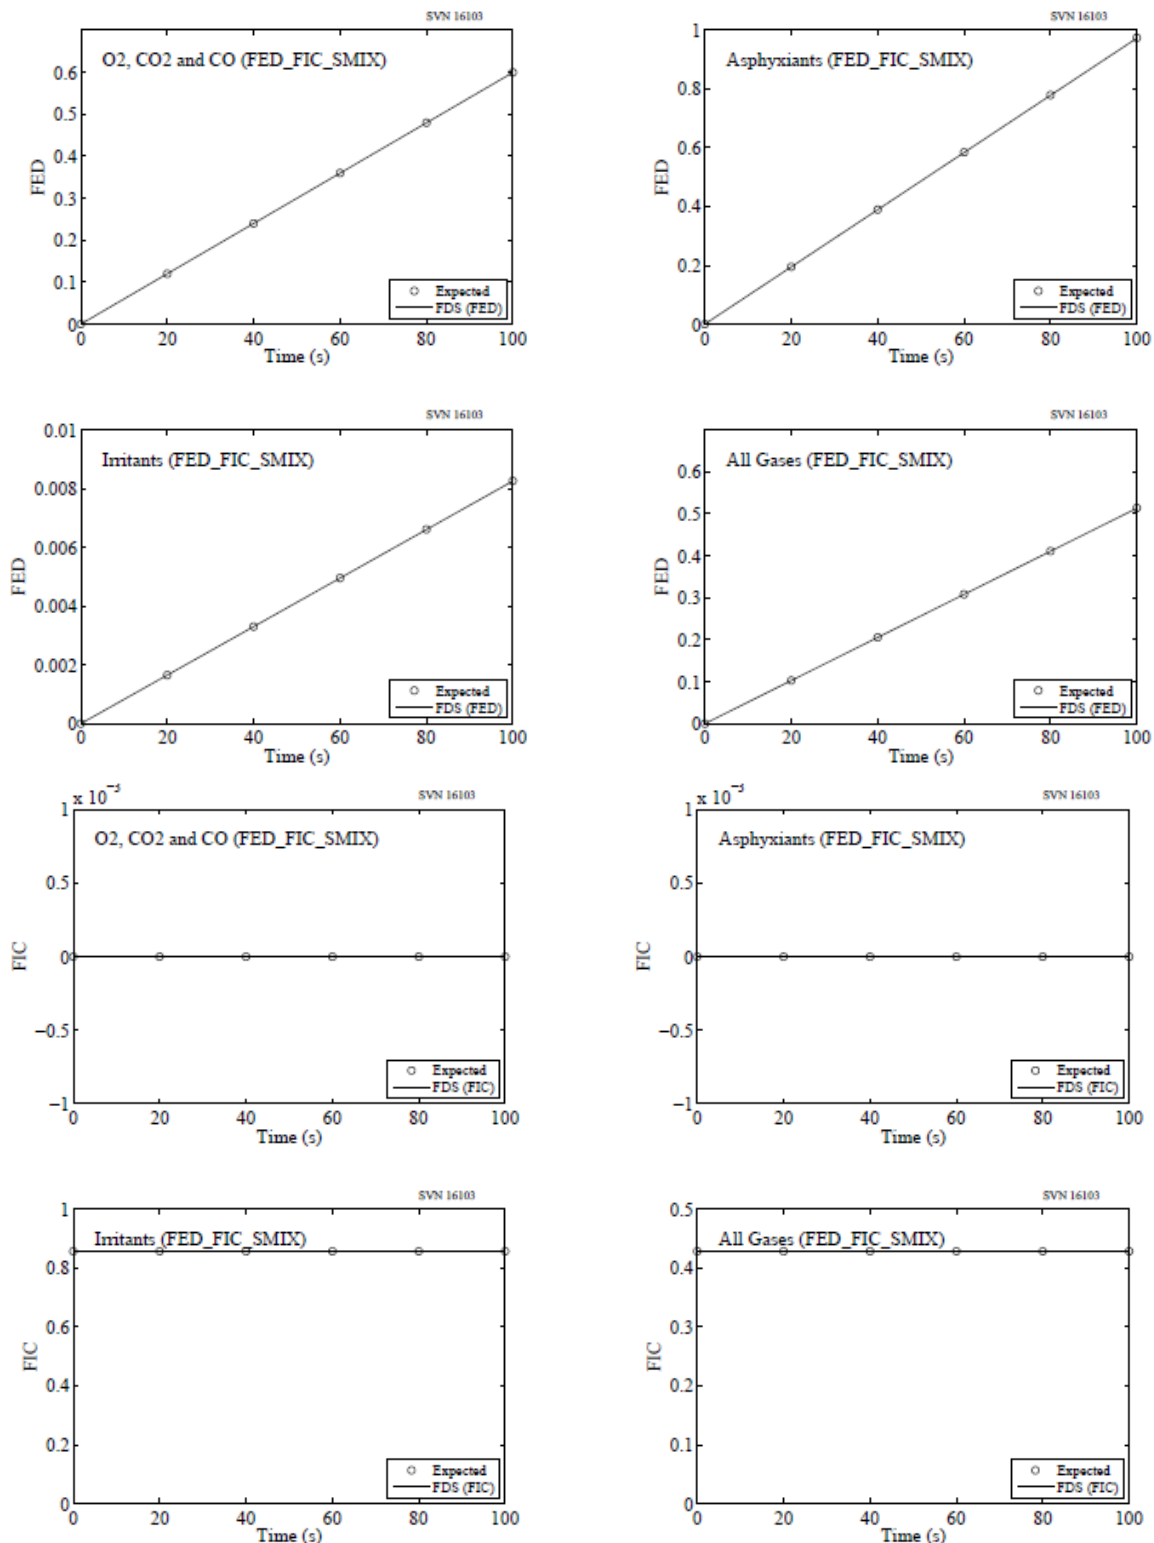 SVN 16103
O2, CO2 and CO (FED_FIC_SMIX)
0.6
0.5
0.4
0.3
0.2
0.1
0
FED
Expected
FDS (FED)
0 20 40 60 80 100
Time (s)
SVN 16103
Asphyxiants (FED_FIC_SMIX)
1
0.8
0.6
0.4
0.2
0
FED
Expected
FDS (FED)
0 20 40 60 80 100
Time (s)
SVN 16103
Irritants (FED_FIC_SMIX)
0.01
0.008
0.006
0.004
0.002
0
FED
Expected
FDS (FED)
0 20 40 60 80 100
Time (s)
SVN 16103
All Gases (FED_FIC_SMIX)
0.6
0.5
0.4
0.3
0.2
0.1
0
FED
Expected
FDS (FED)
0 20 40 60 80 100
Time (s)
SVN 16103
O2, CO2 and CO (FED_FIC_SMIX)
1
0.5
0
−0.5
−1
FIC
Expected
FDS (FIC)
0 20 40 60 80 100
Time (s)
SVN 16103
Asphyxiants (FED_FIC_SMIX)
1
0.5
0
−0.5
−1
FIC
Expected
FDS (FIC)
0 20 40 60 80 100
Time (s)
SVN 16103
Irritants (FED_FIC_SMIX)
1
0.8
0.6
0.4
0.2
0
FIC
Expected
FDS (FIC)
0 20 40 60 80 100
Time (s)
SVN 16103
All Gases (FED_FIC_SMIX)
0.5
0.4
0.3
0.2
0.1
0
FIC
Expected
FDS (FIC)
0 20 40 60 80 100
Time (s)